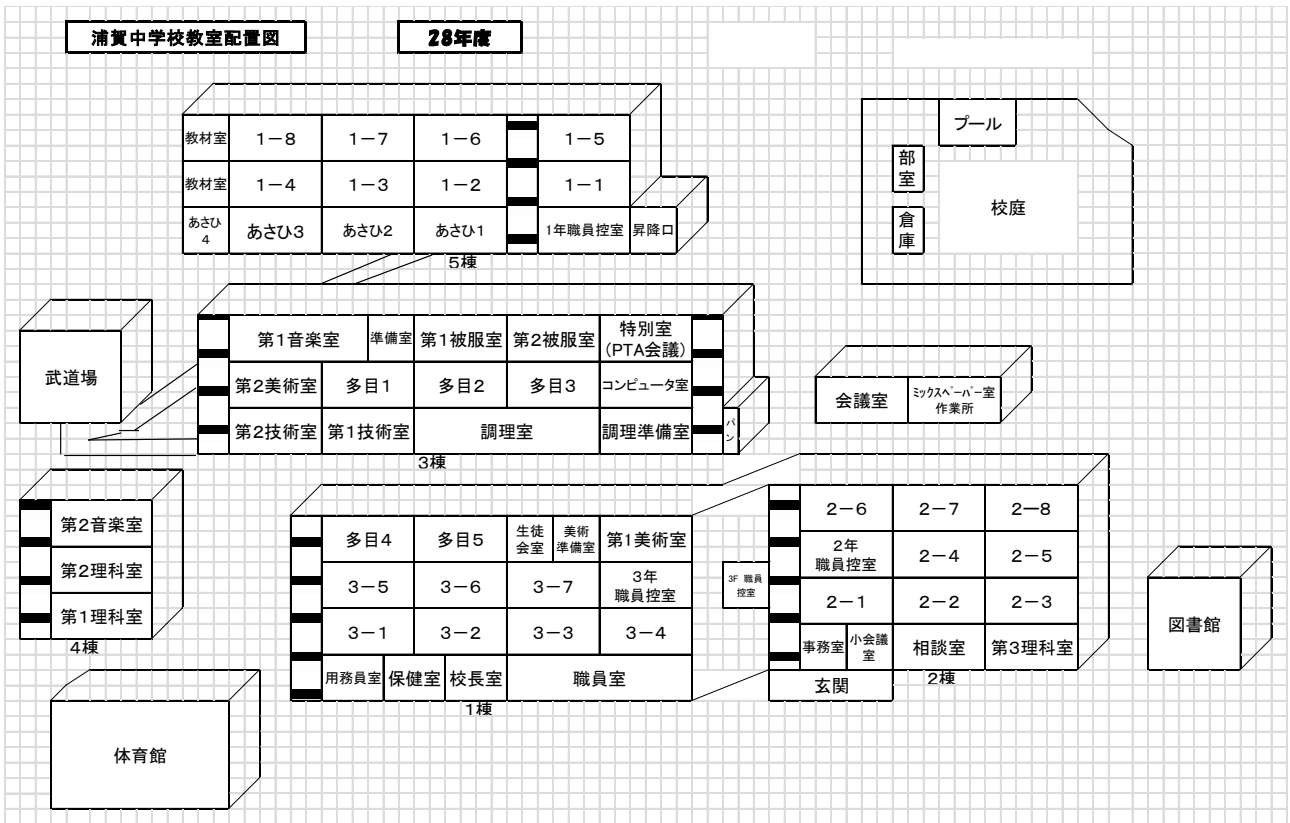 浦賀中学校教室配置図
28年度
教材室
1－8
1－7
1－6
1－5
教材室
1－4
1－3
1－2
1－1
あさひ
4
あさひ3
あさひ2
あさひ1
1年職員控室
昇降口
5棟
プール
部
室
倉
庫
校庭
武道場
第1音楽室
準備室
第1被服室
第2被服室
特別室
(PTA会議)
第2美術室
多目1
多目2
多目3
コンピュータ室
第2技術室
第1技術室
調理室
調理準備室
パ
ン
3棟
会議室
ミックスペーパー室
作業所
第2音楽室
第2理科室
第1理科室
4棟
多目4
多目5
生徒
会室
美術
準備室
第1美術室
3－5
3－6
3－7
3年
職員控室
3－1
3－2
3－3
3－4
用務員室
保健室
校長室
職員室
1棟
3F 職員
控室
2－6
2－7
2－8
2年
職員控室
2－4
2－5
2－1
2－2
2－3
事務室
小会議
室
相談室
第3理科室
玄関
2棟
図書館
体育館